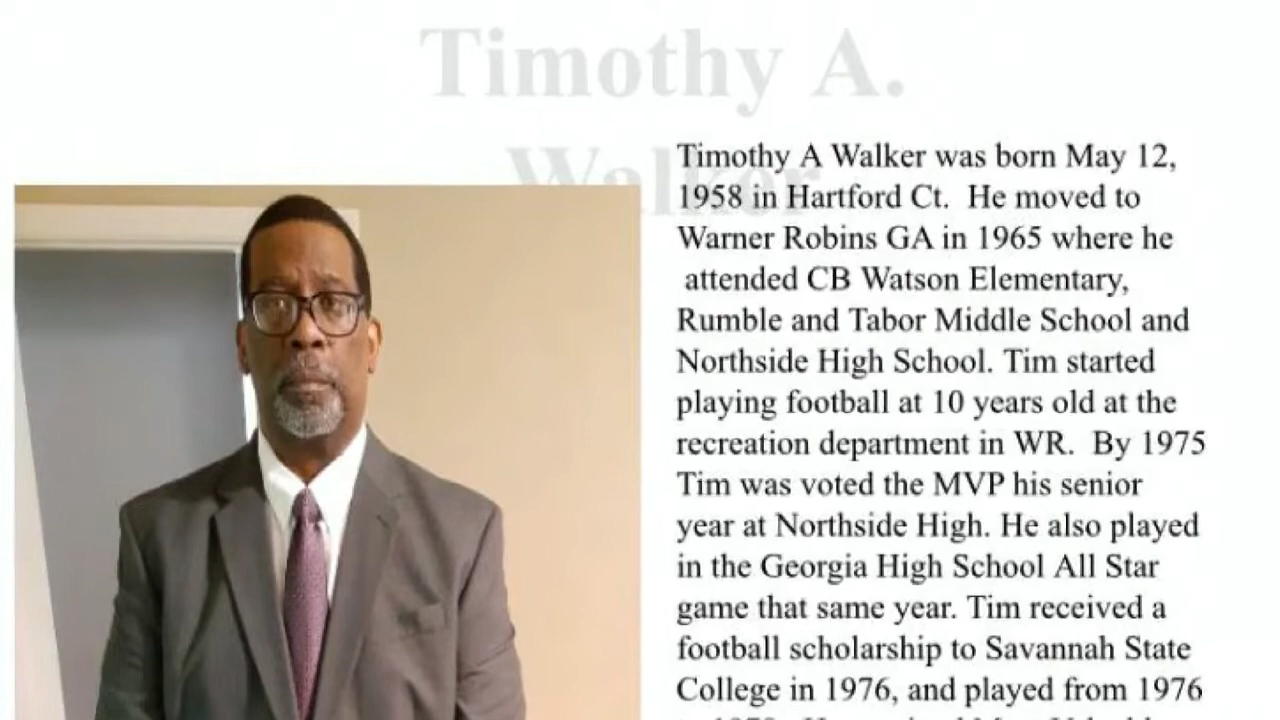 Timothy A.
Walker
Timothy A Walker was born May 12,
1958 in Hartford Ct.  He moved to
Warner Robins GA in 1965 where he
attended CB Watson Elementary,
Rumble and Tabor Middle School and
Northside High School. Tim started
playing football at 10 years old at the
recreation department in WR.  By 1975
Tim was voted the MVP his senior
year at Northside High. He also played
in the Georgia High School All Star
game that same year. Tim received a
football scholarship to Savannah State
College in 1976, and played from 1976